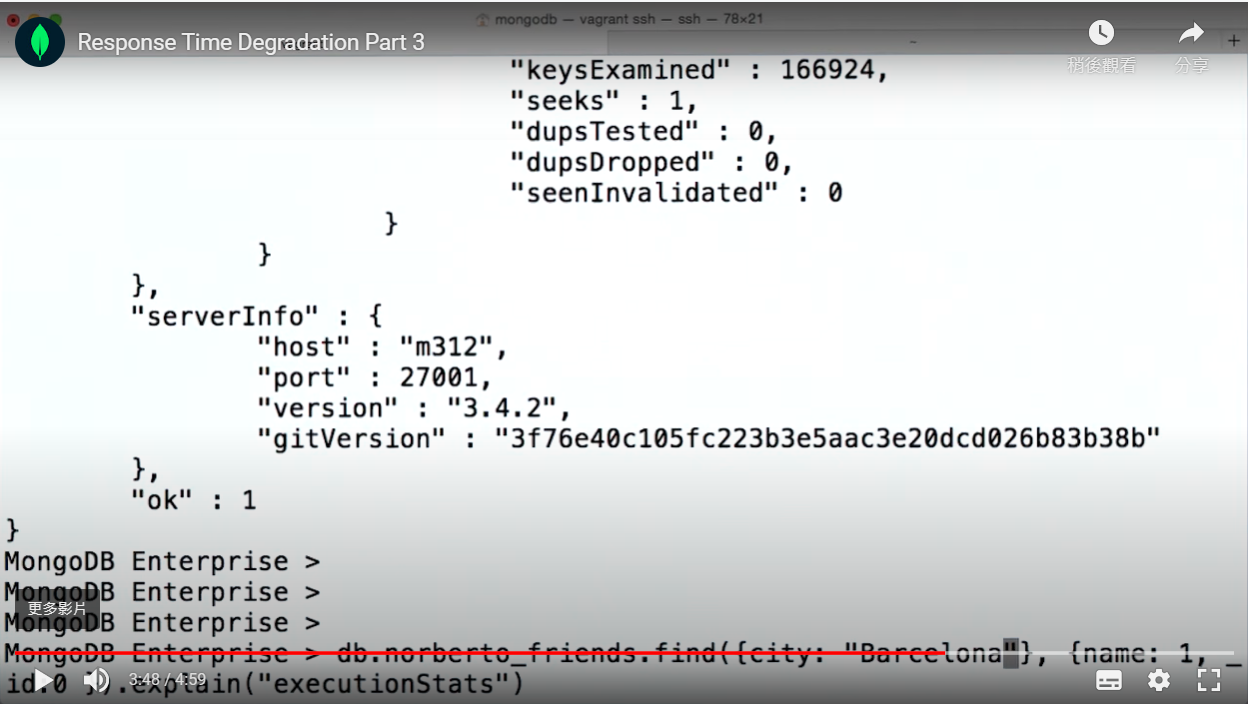 mongodb — vagrant ssh — ssh — 78×21
Response Time Degradation Part 3
稍後觀看
分享
~
+
"keysExamined" : 166924,
"seeks" : 1,
"dupsTested" : 0,
"dupsDropped" : 0,
"seenInvalidated" : 0
}
}
},
"serverInfo" : {
"host" : "m312",
"port" : 27001,
"version" : "3.4.2",
"gitVersion" : "3f76e40c105fc223b3e5aac3e20dcd026b83b38b"
},
"ok" : 1
}
MongoDB Enterprise >
MongoDB Enterprise >
更多影片
MongoDB Enterprise >
MongoDB Enterprise > db.norberto_friends.find({city: "Barcelona"}, {name: 1, _
id:0 }).explain("executionStats")
3:48 / 4:59